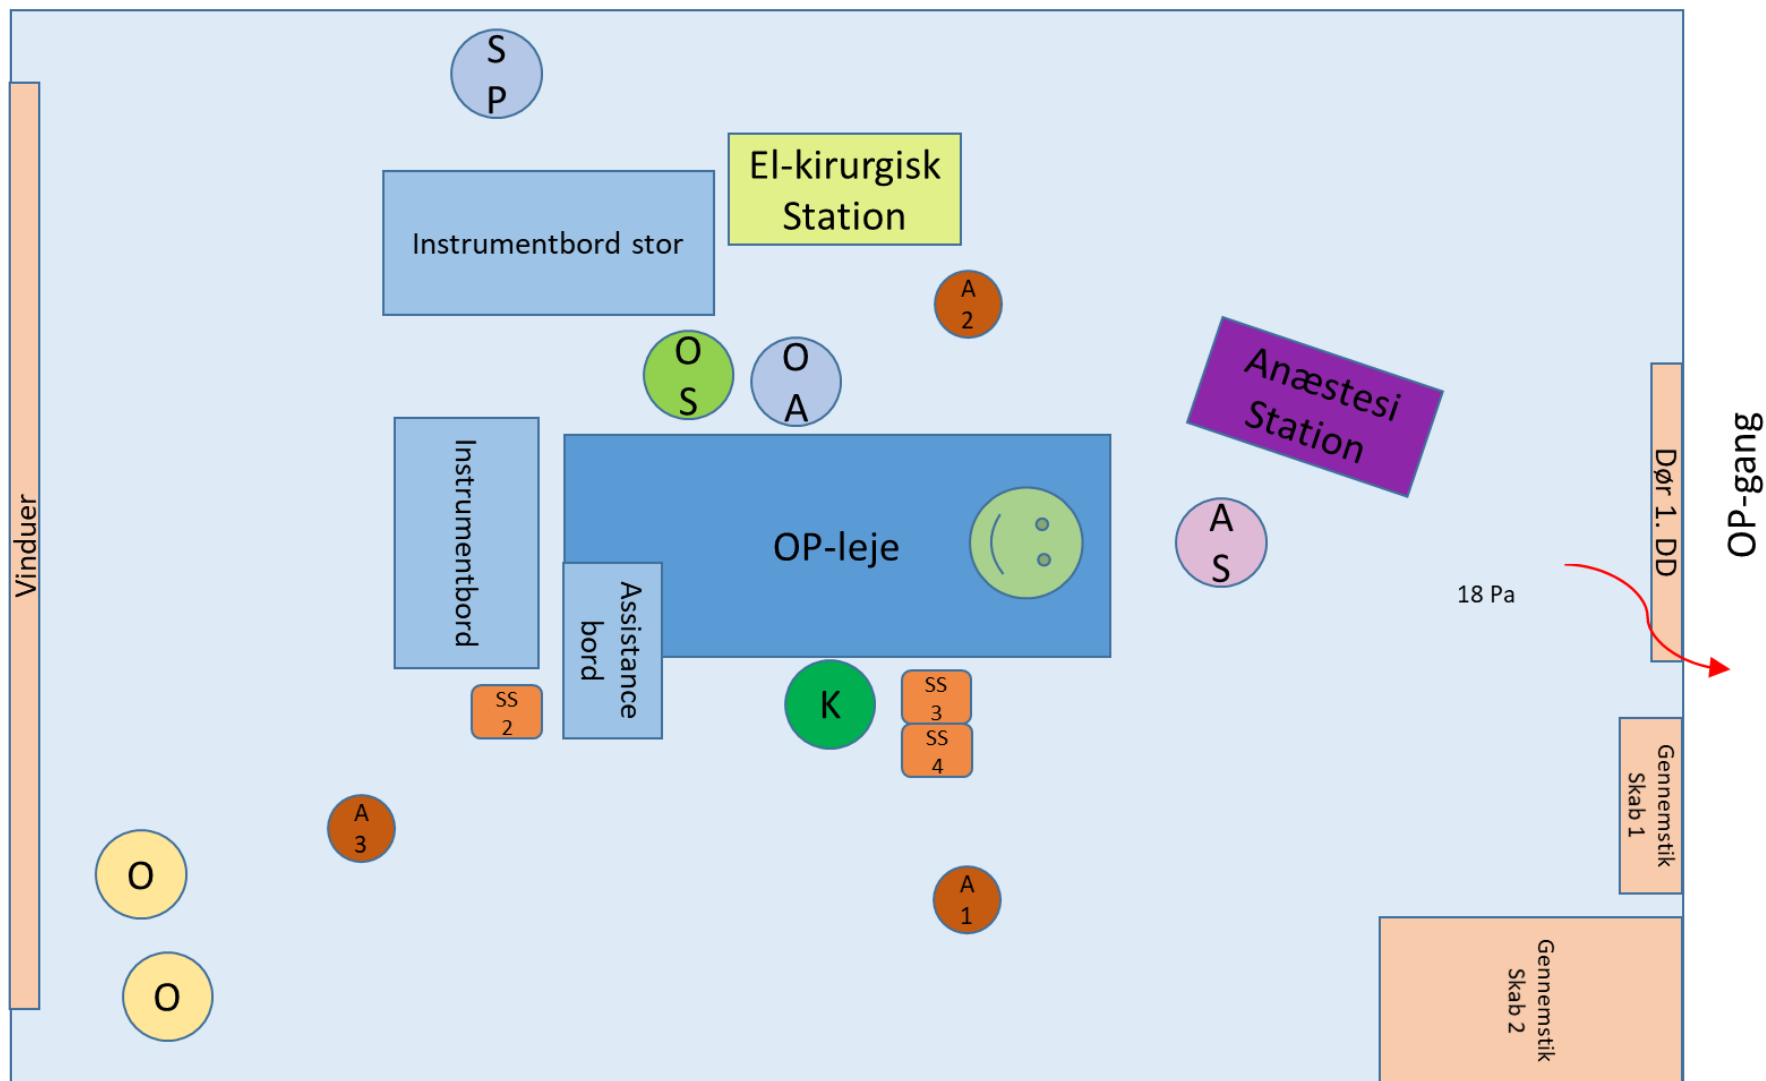 S
P
El-kirurgisk
Station
Instrumentbord stor
A
2
O
S
O
A
Anæstesi
Station
Instrumentbord
OP-leje
A
S
Vinduer
Dør 1. DD
OP-gaug
18 Pa
Assistance
bord
SS
2
K
SS
3
SS
4
Gennemstik
Skab 1
A
3
O
A
1
O
Gennemstik
Skab 2